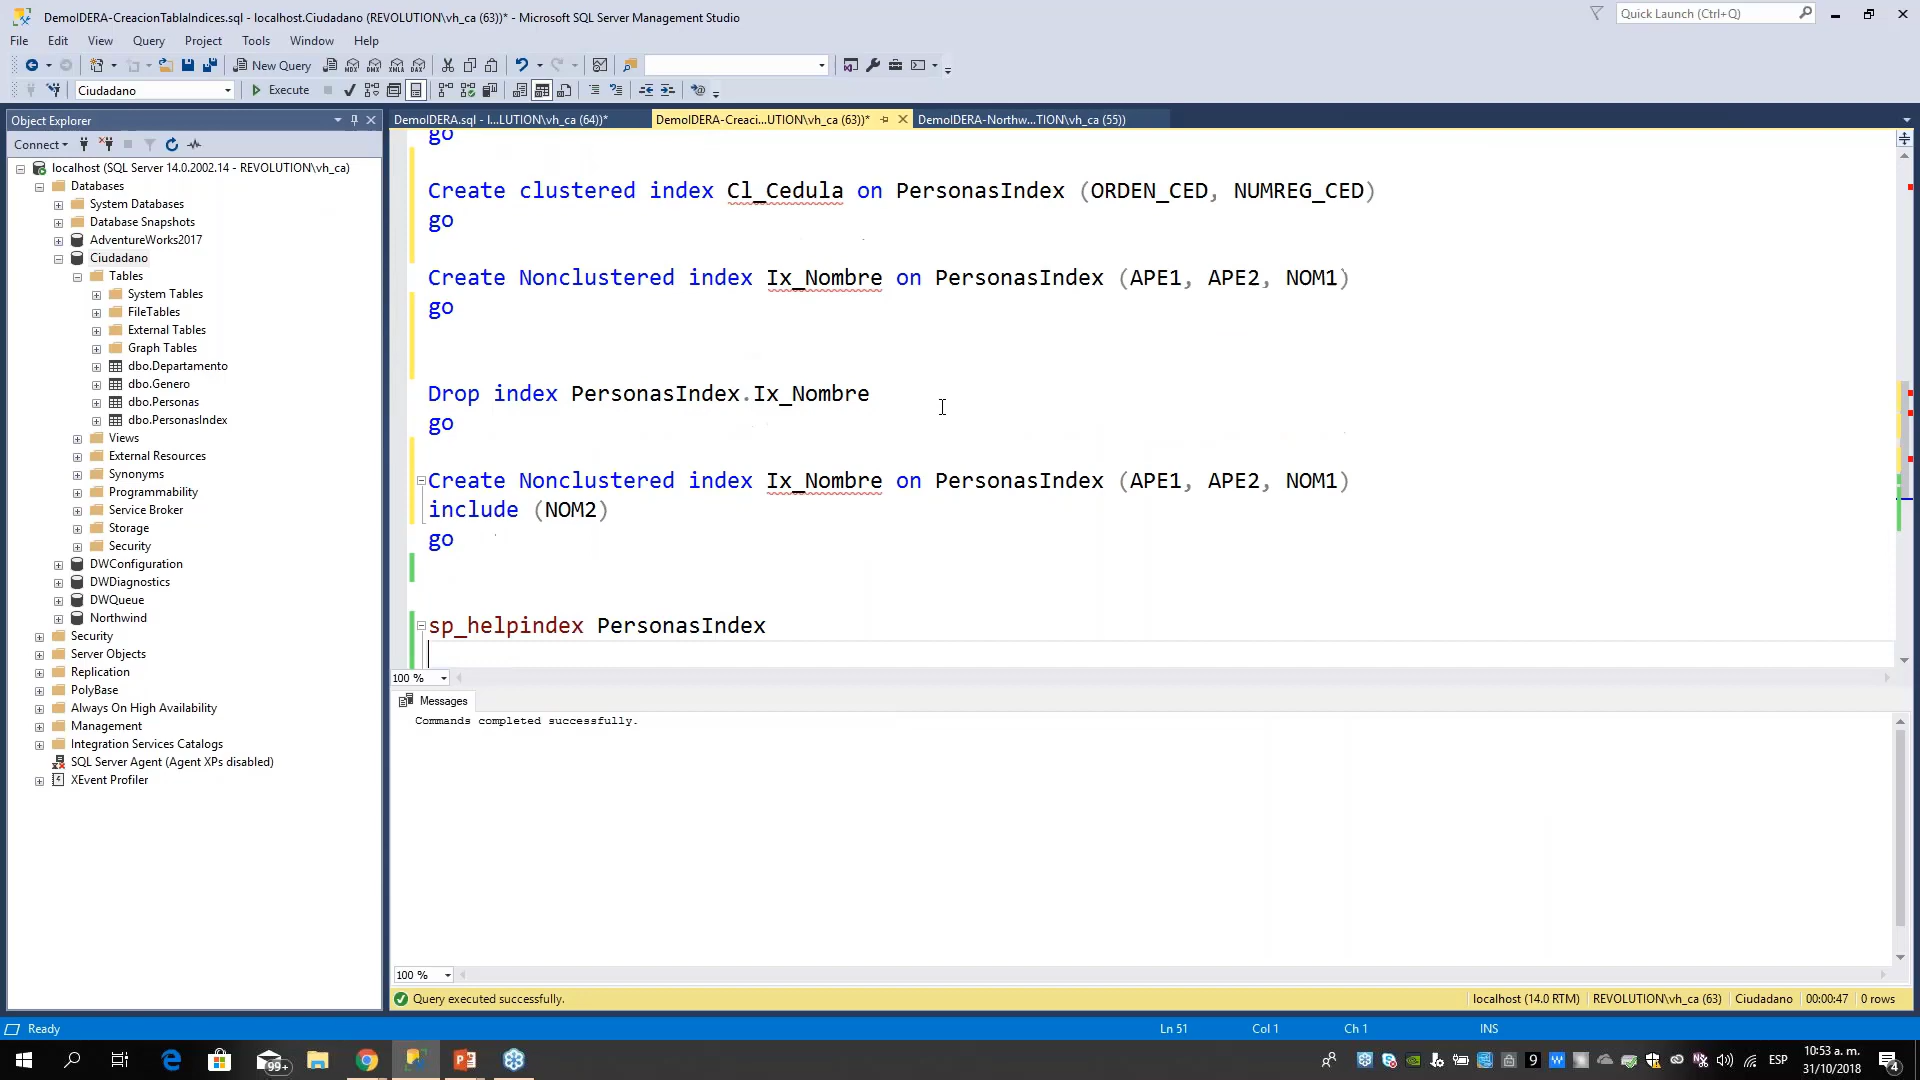 DemoIDERA-CreacionTablaIndices.sql - localhost.Ciudadano (REVOLUTION\vh_ca (63))* - Microsoft SQL Server Management Studio
Quick Launch (Ctrl+Q)
File Edit View Query Project Tools Window Help
New Query
Ciudadano
Execute
Object Explorer
Connect
localhost (SQL Server 14.0.2002.14 - REVOLUTION\vh_ca)
Databases
System Databases
Database Snapshots
AdventureWorks2017
Ciudadano
Tables
System Tables
FileTables
External Tables
Graph Tables
dbo.Departamento
dbo.Genero
dbo.Personas
dbo.PersonasIndex
Views
External Resources
Synonyms
Programmability
Service Broker
Storage
Security
DWConfiguration
DWDiagnostics
DWQueue
Northwind
Security
Server Objects
Replication
PolyBase
Always On High Availability
Management
Integration Services Catalogs
SQL Server Agent (Agent XPs disabled)
XEvent Profiler
DemoIDERA.sql - l...LUTION\vh_ca (64))*
DemoIDERA-Creaci...UTION\vh_ca (63))*
DemoIDERA-Northw...TION\vh_ca (55))
go
Create clustered index Cl_Cedula on PersonasIndex (ORDEN_CED, NUMREG_CED)
go
Create Nonclustered index Ix_Nombre on PersonasIndex (APE1, APE2, NOM1)
go
Drop index PersonasIndex.Ix_Nombre
go
Create Nonclustered index Ix_Nombre on PersonasIndex (APE1, APE2, NOM1)
include (NOM2)
go
sp_helpindex PersonasIndex
100 %
Messages
Commands completed successfully.
100 %
Query executed successfully.
localhost (14.0 RTM) REVOLUTION\vh_ca (63) Ciudadano 00:00:47 0 rows
Ready
Ln 51 Col 1 Ch 1 INS
99+
9
ESP
10:53 a. m.
31/10/2018
4